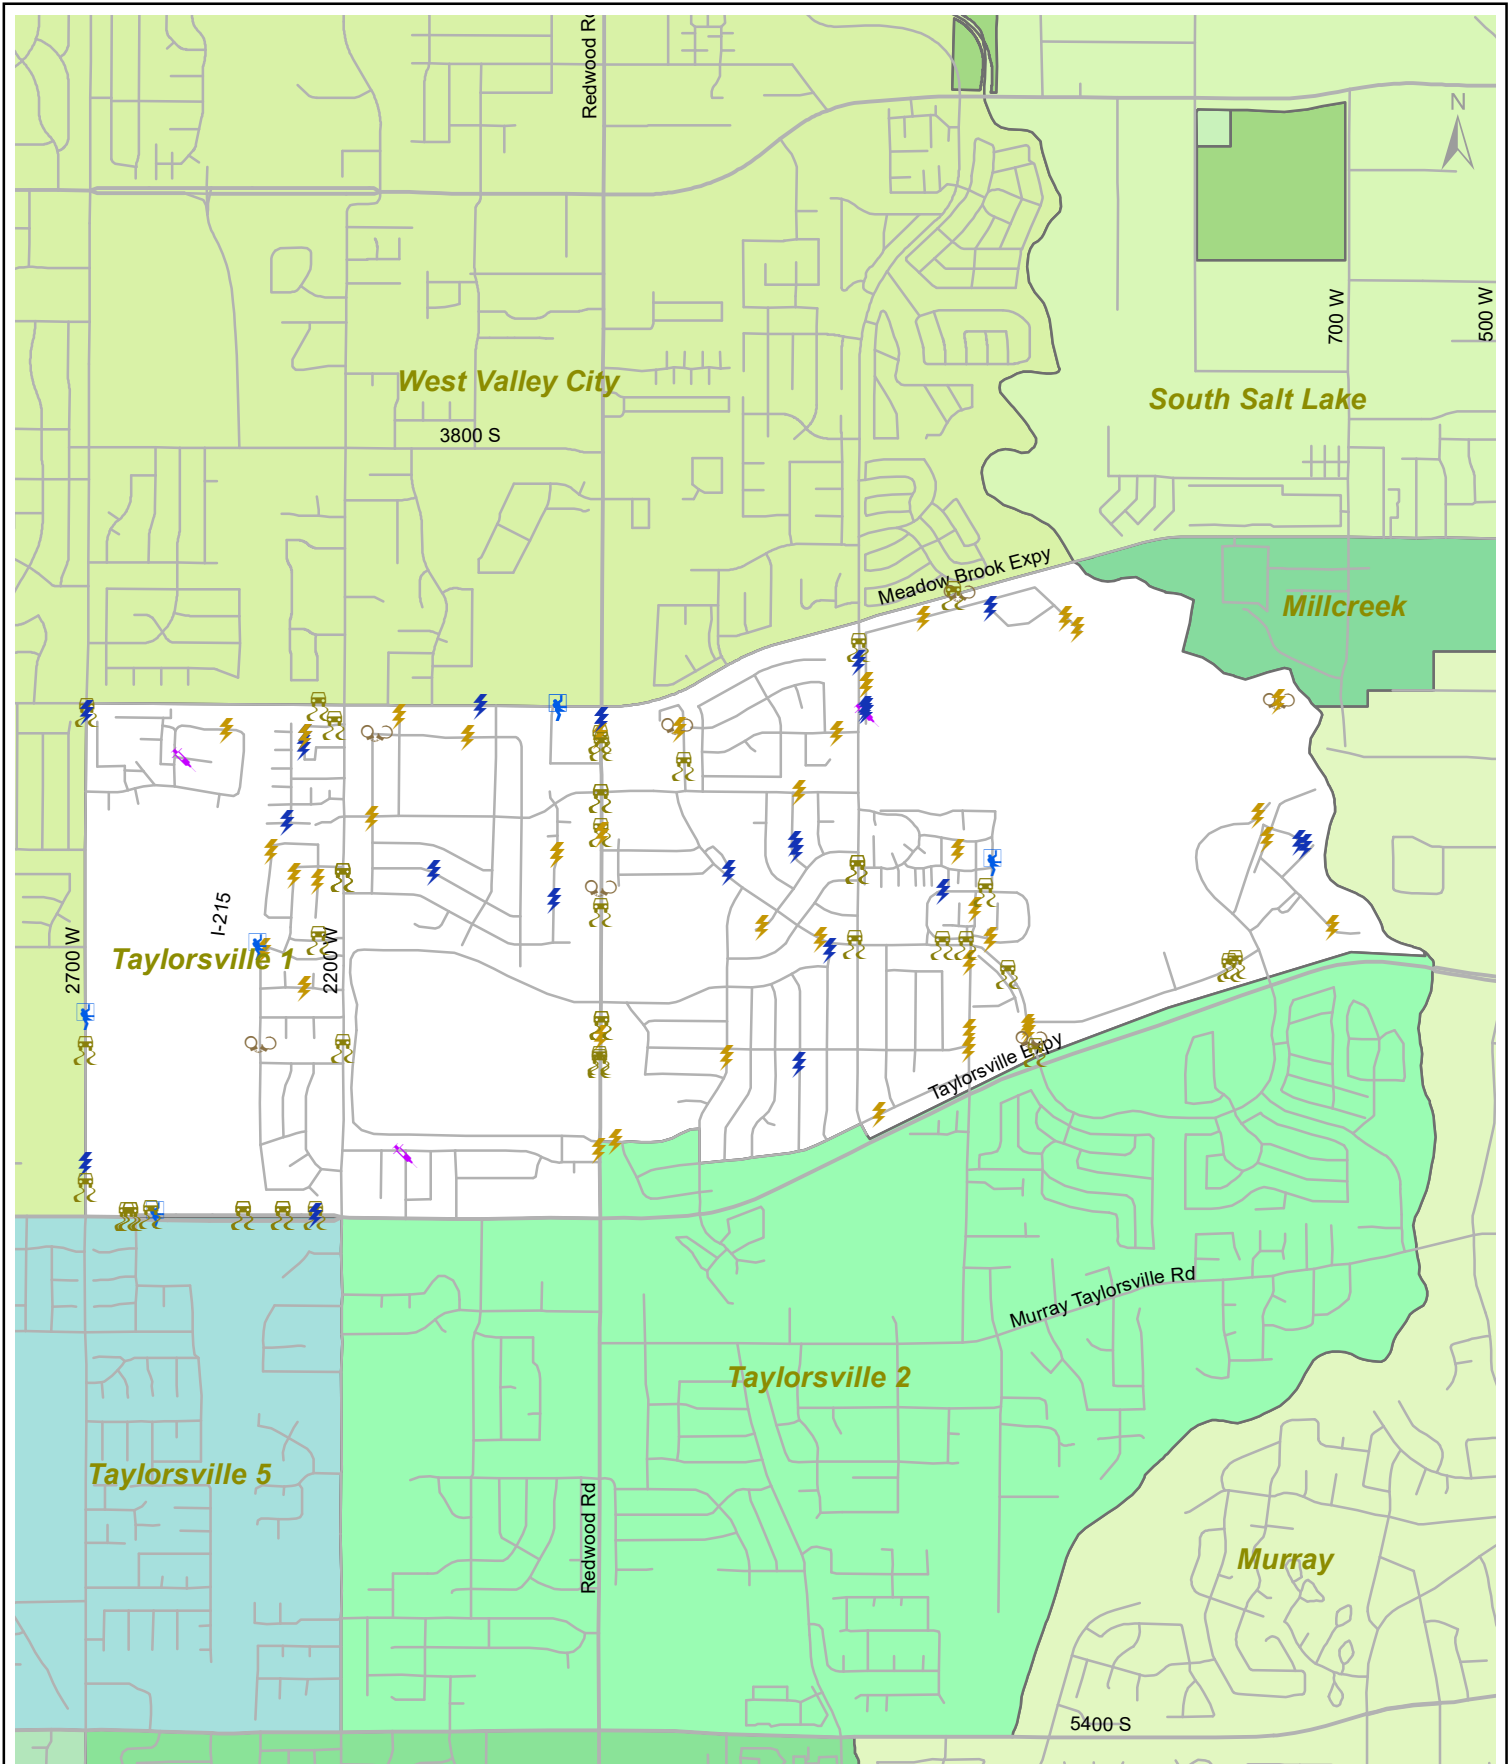 Redwood
N
700 W
500 W
West Valley City
South Salt Lake
3800 S
Meadow Brook Expy
Millcreek
I-215
2700 W
2200 W
Taylorsville 1
Taylorsville Expy
Murray Taylorsville Rd
Taylorsville 2
Taylorsville 5
Redwood Rd
Murray
5400 S